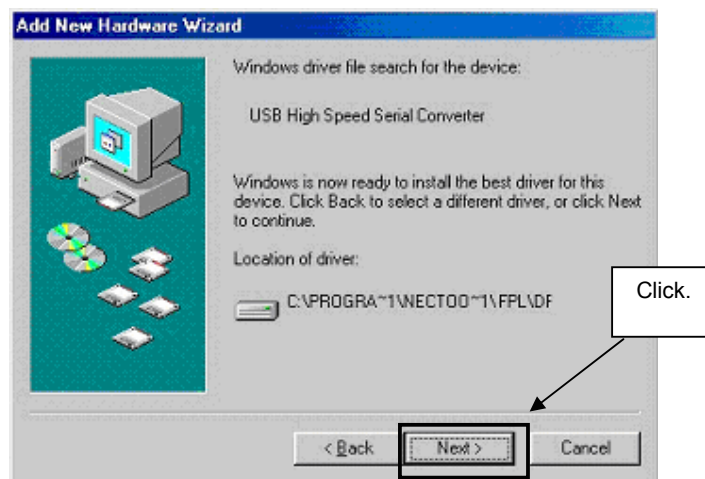 Add New Hardware Wizard
Windows driver file search for the device:
USB High Speed Serial Converter
Windows is now ready to install the best driver for this
device. Click Back to select a different driver, or click Next
to continue.
Location of driver:
C:\PROGRA~1\NECTOO~1\FPL\DF
Click.
< Back
Next >
Cancel